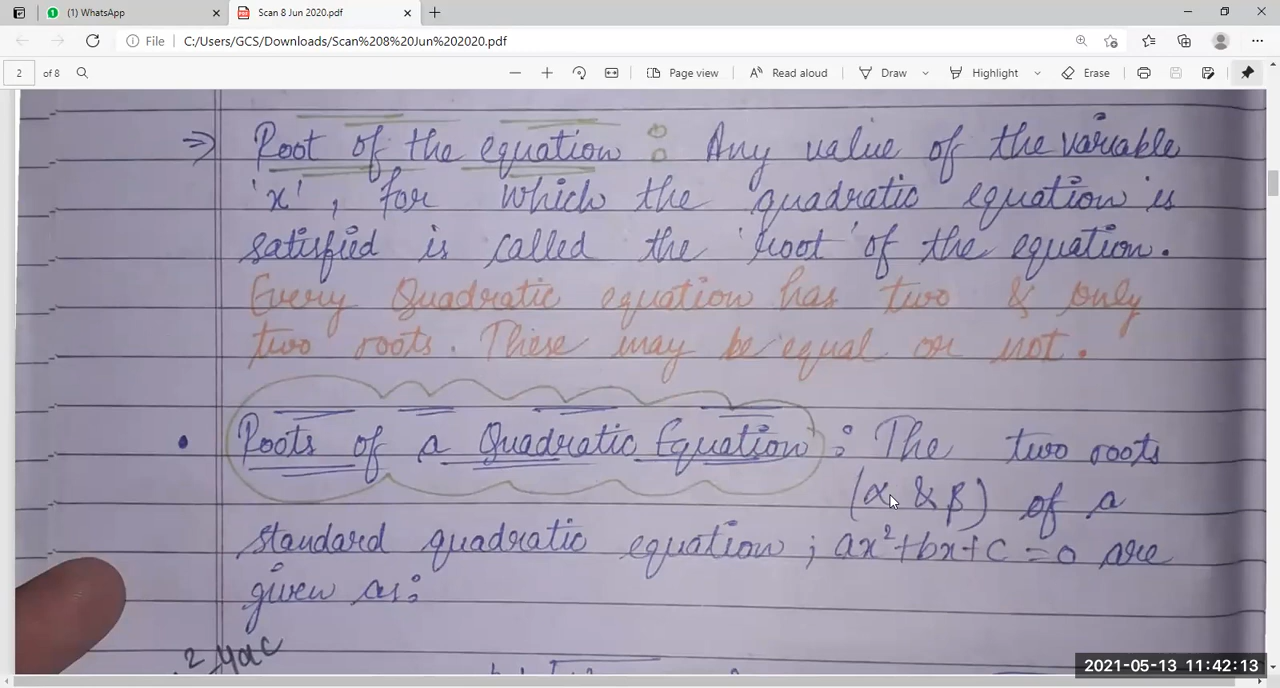 (1) WhatsApp
Scan 8 Jun 2020.pdf
File
C:/Users/GCS/Downloads/Scan%208%20Jun%202020.pdf
2 of 8
Page view
Read aloud
Draw
Highlight
Erase
⇒ Root of the equation : Any value of the variable
'x', for which the quadratic equation is
satisfied is called the 'root' of the equation.
Every Quadratic equation has two & only
two roots. These may be equal or not.
• Roots of a Quadratic Equation : The two roots
(α & β) of a
standard quadratic equation ; ax²+bx+c=0 are
given as:
2-4ac
2021-05-13 11:42:13